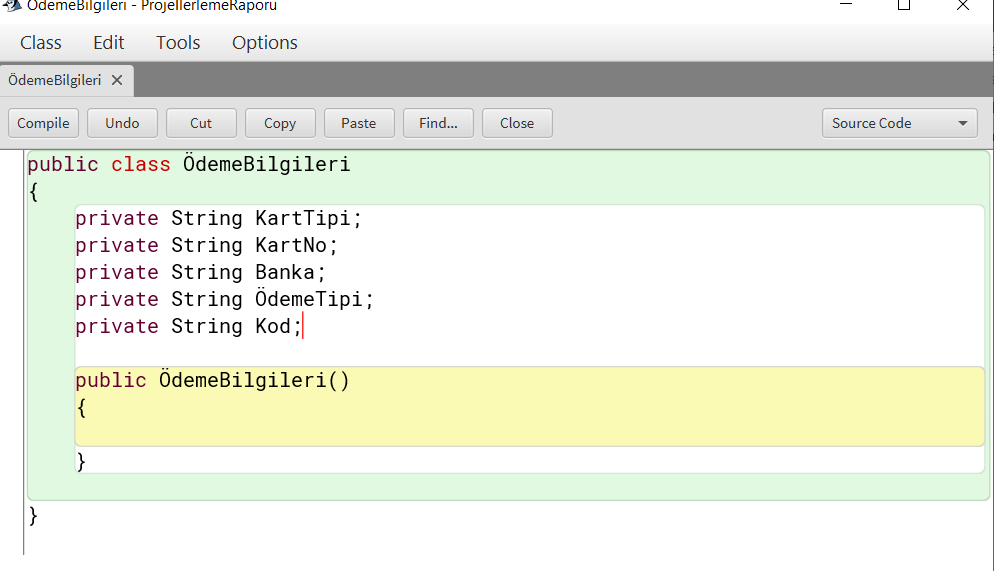 ÖdemeBilgileri - ProjeIlerlemeRaporu
Class Edit Tools Options
ÖdemeBilgileri ✕
Compile Undo Cut Copy Paste Find... Close Source Code
public class ÖdemeBilgileri
{
private String KartTipi;
private String KartNo;
private String Banka;
private String ÖdemeTipi;
private String Kod;
public ÖdemeBilgileri()
{
}
}